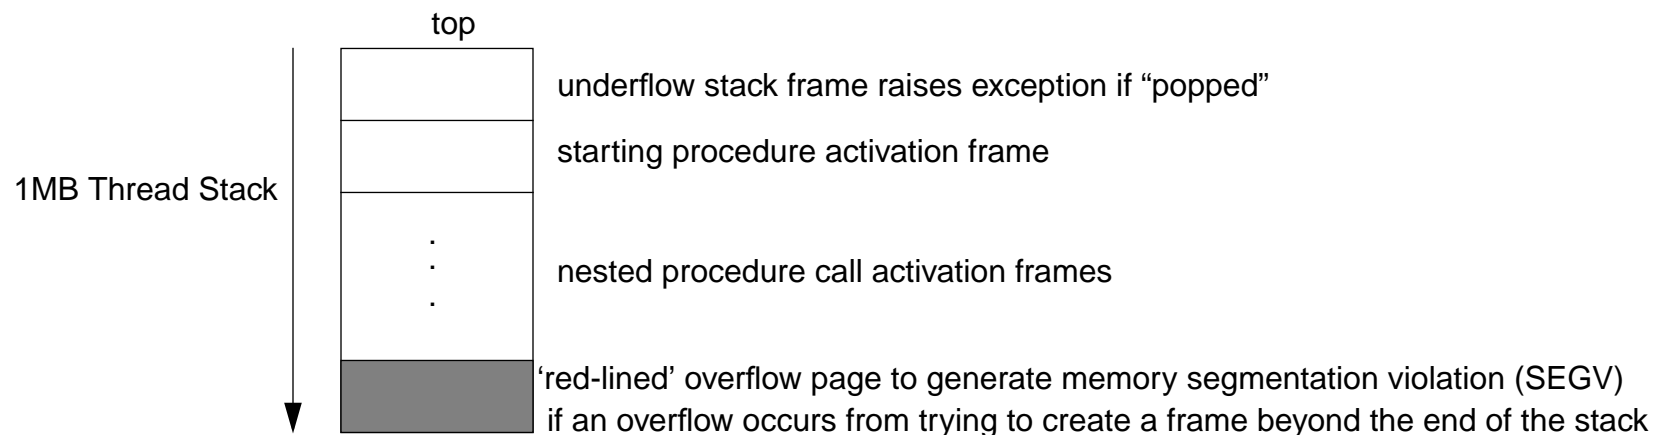 top
underflow stack frame raises exception if “popped”
starting procedure activation frame
1MB Thread Stack
.
.
.
nested procedure call activation frames
‘red-lined’ overflow page to generate memory segmentation violation (SEGV)
if an overflow occurs from trying to create a frame beyond the end of the stack